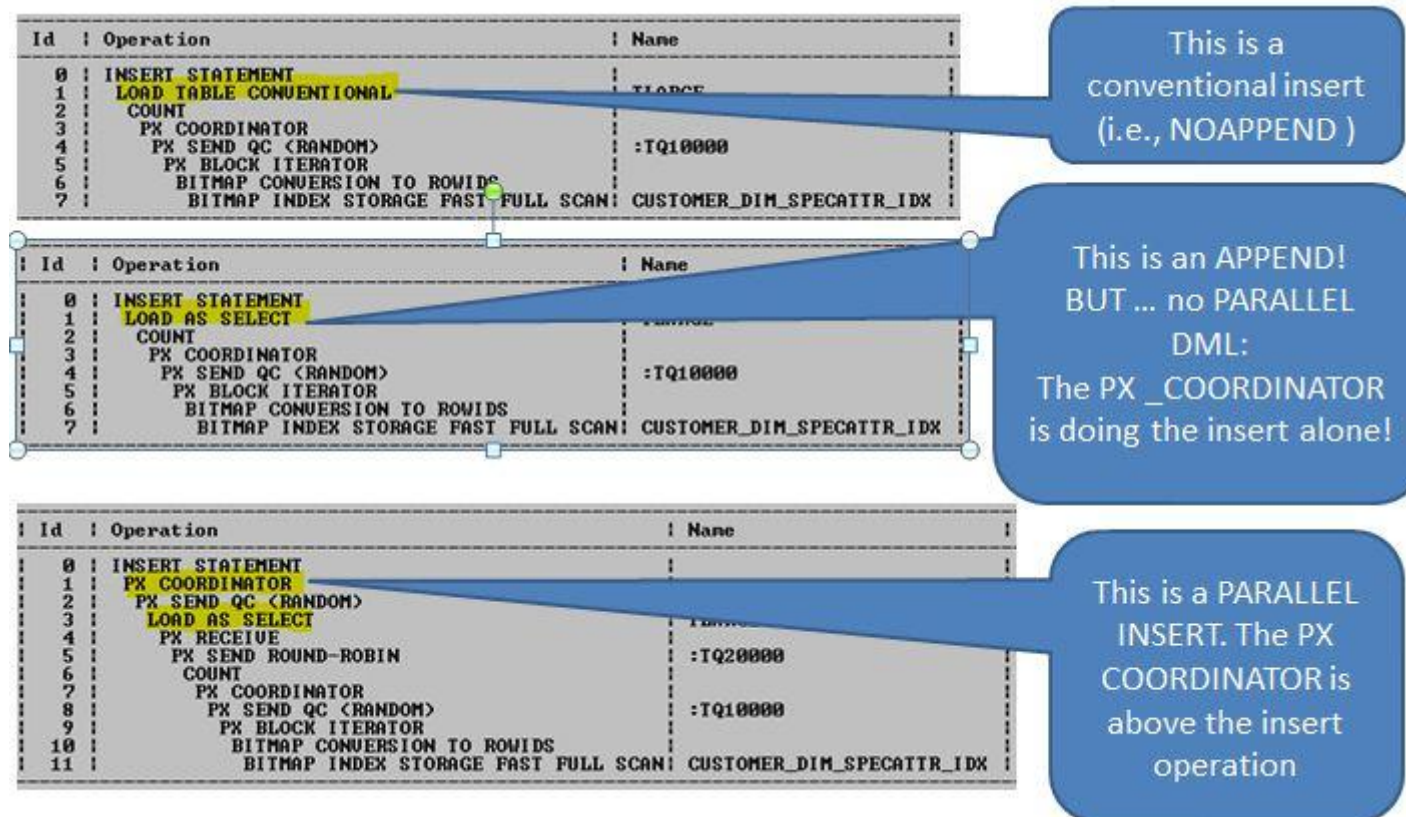 Id | Operation | Name |
0 | INSERT STATEMENT
1 | LOAD TABLE CONVENTIONAL
2 | COUNT
3 | PX COORDINATOR
4 | PX SEND QC (RANDOM) | :TQ10000
5 | PX BLOCK ITERATOR
6 | BITMAP CONVERSION TO ROWIDS
7 | BITMAP INDEX STORAGE FAST FULL SCAN| CUSTOMER_DIM_SPECATTR_IDX |
This is a
conventional insert
(i.e., NOAPPEND )
| Id | Operation | Name
0 | INSERT STATEMENT
1 | LOAD AS SELECT
2 | COUNT
3 | PX COORDINATOR
4 | PX SEND QC (RANDOM) | :TQ10000
5 | PX BLOCK ITERATOR
6 | BITMAP CONVERSION TO ROWIDS
7 | BITMAP INDEX STORAGE FAST FULL SCAN| CUSTOMER_DIM_SPECATTR_IDX |
This is an APPEND!
BUT ... no PARALLEL
DML:
The PX _COORDINATOR
is doing the insert alone!
| Id | Operation | Name |
0 | INSERT STATEMENT
1 | PX COORDINATOR
2 | PX SEND QC (RANDOM)
3 | LOAD AS SELECT
4 | PX RECEIVE
5 | PX SEND ROUND-ROBIN | :TQ20000
6 | COUNT
7 | PX COORDINATOR
8 | PX SEND QC (RANDOM) | :TQ10000
9 | PX BLOCK ITERATOR
10 | BITMAP CONVERSION TO ROWIDS
11 | BITMAP INDEX STORAGE FAST FULL SCAN| CUSTOMER_DIM_SPECATTR_IDX |
This is a PARALLEL
INSERT. The PX
COORDINATOR is
above the insert
operation